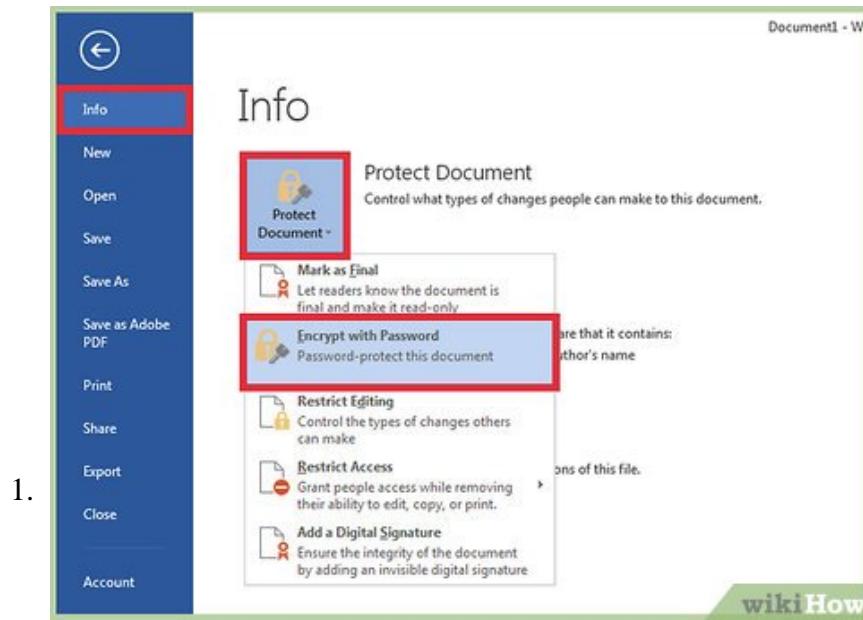 Document1 - W
Info
New
Open
Save
Save As
Save as Adobe
PDF
Print
Share
Export
Close
Account
Info
Protect
Document
Protect Document
Control what types of changes people can make to this document.
Mark as Final
Let readers know the document is
final and make it read-only
Encrypt with Password
Password-protect this document
are that it contains:
thor's name
Restrict Editing
Control the types of changes others
can make
Restrict Access
Grant people access while removing
their ability to edit, copy, or print.
ons of this file.
Add a Digital Signature
Ensure the integrity of the document
by adding an invisible digital signature
1.
wikiHow